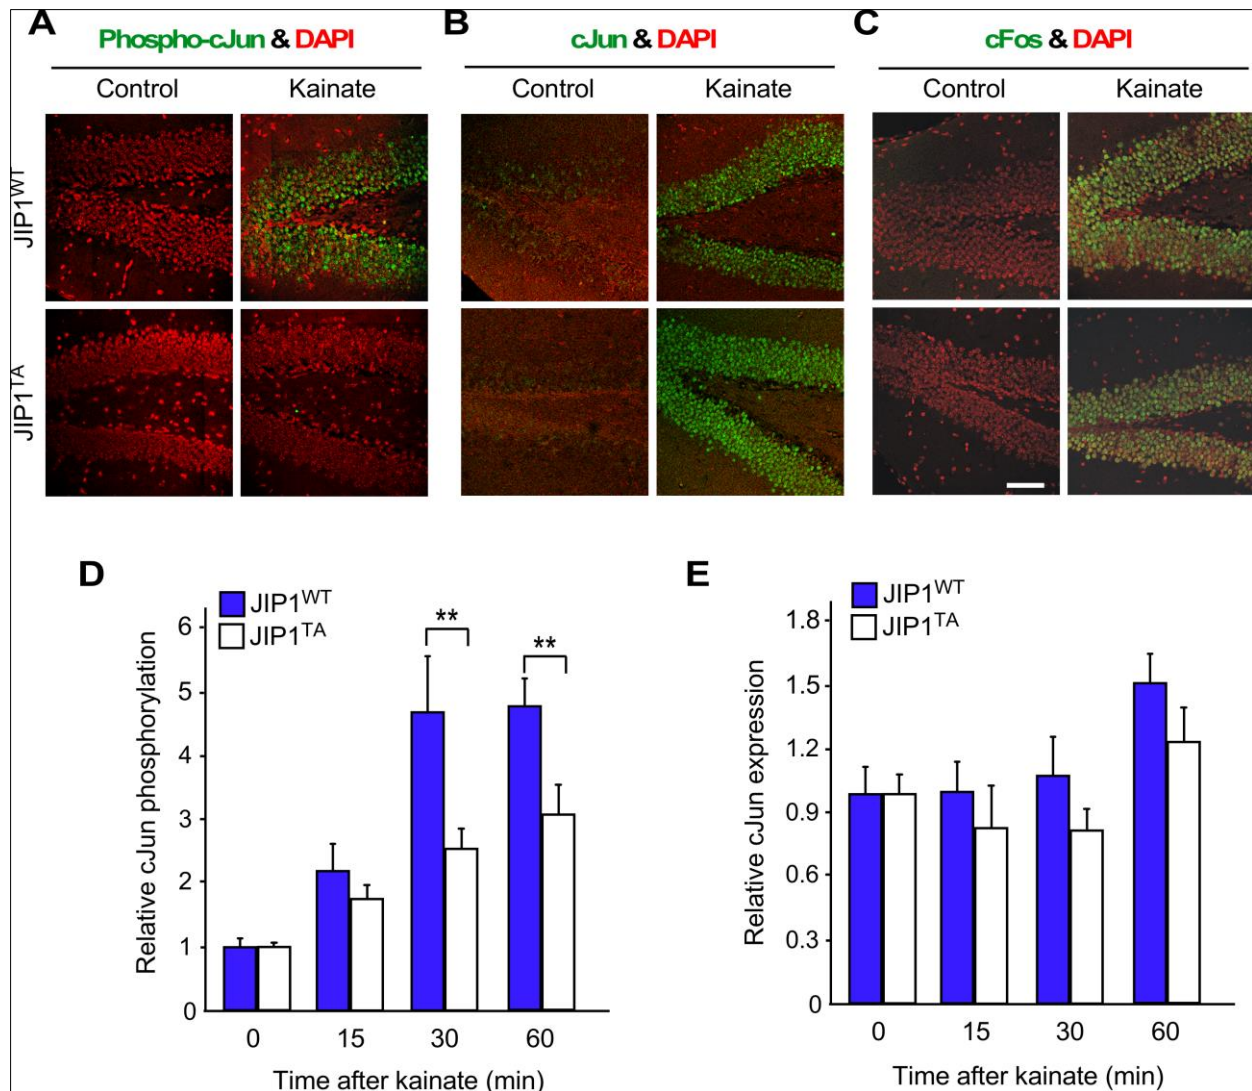 A
Phospho-cJun & DAPI
Control
Kainate
B
cJun & DAPI
Control
Kainate
C
cFos & DAPI
Control
Kainate
JIP1WT
JIP1TA
D
JIP1WT
JIP1TA
**
**
Relative cJun phosphorylation
6
5
4
3
2
1
0
0
15
30
60
Time after kainate (min)
E
JIP1WT
JIP1TA
Relative cJun expression
1.8
1.5
1.2
0.9
0.6
0.3
0
0
15
30
60
Time after kainate (min)